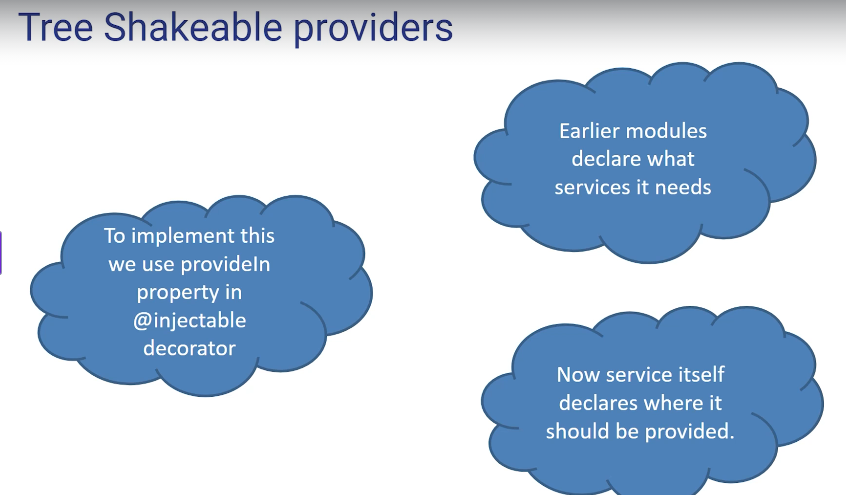 Tree Shakeable providers
Earlier modules
declare what
services it needs
To implement this
we use provideIn
property in
@injectable
decorator
Now service itself
declares where it
should be provided.